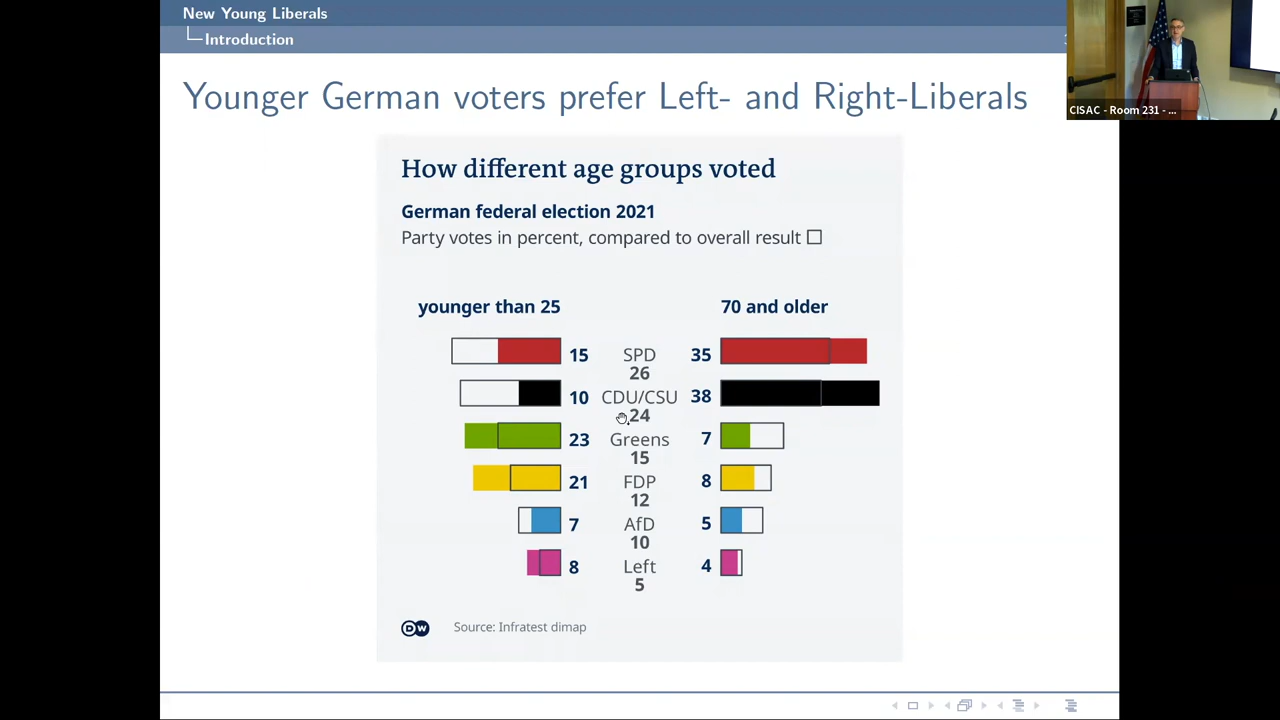 New Young Liberals
Introduction
CISAC - Room 231 - ...
Younger German voters prefer Left- and Right-Liberals
How different age groups voted
German federal election 2021
Party votes in percent, compared to overall result
younger than 25
70 and older
15 SPD 35
26
10 CDU/CSU 38
24
23 Greens 7
15
21 FDP 8
12
7 AfD 5
10
8 Left 4
5
DW Source: Infratest dimap